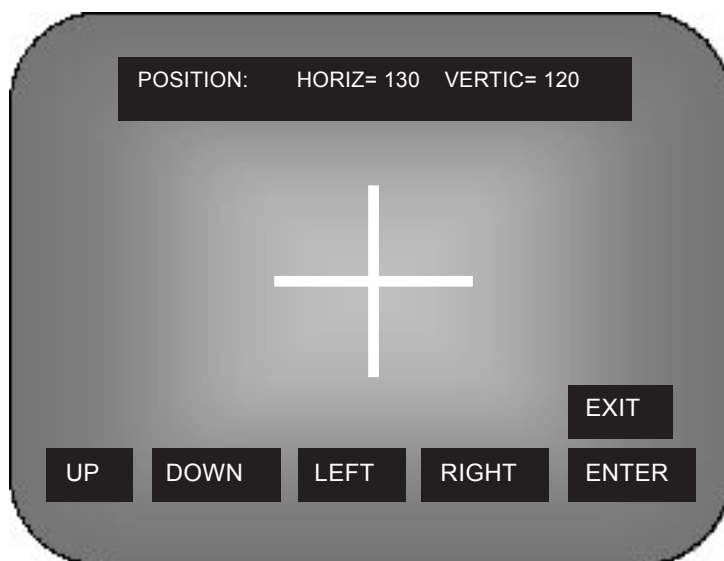 POSITION: HORIZ= 130 VERTIC= 120
EXIT
UP DOWN LEFT RIGHT ENTER